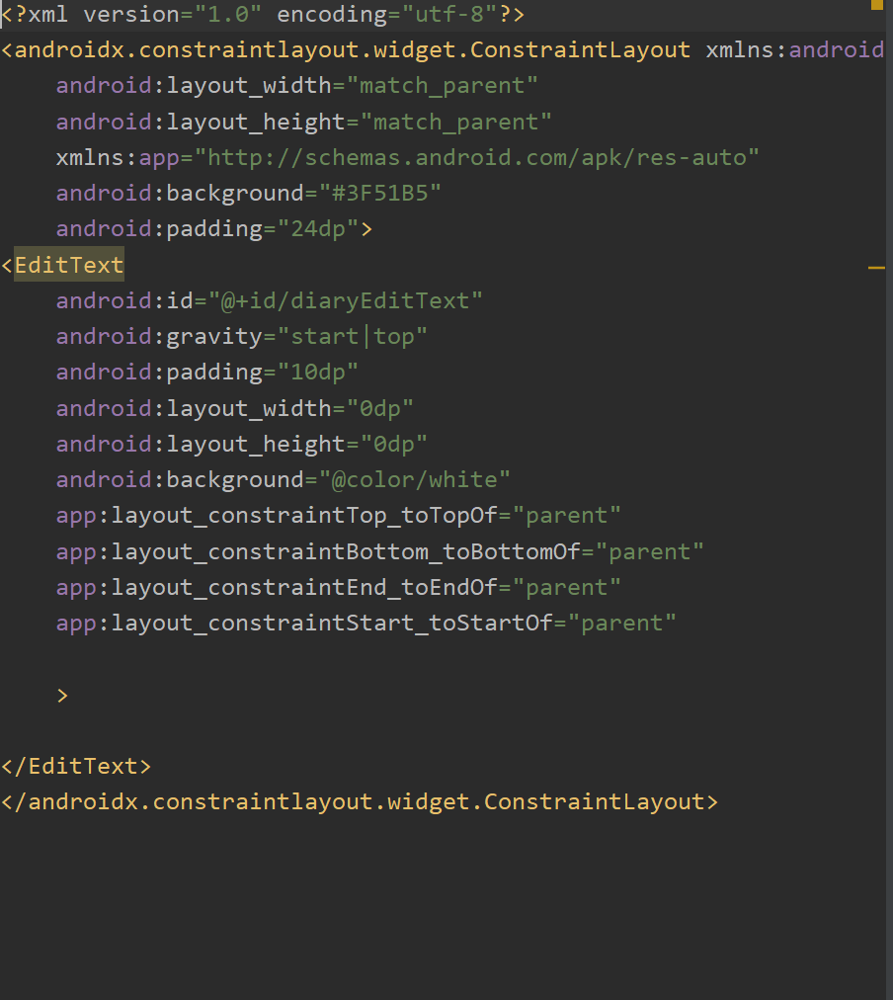 <?xml version="1.0" encoding="utf-8"?>
<androidx.constraintlayout.widget.ConstraintLayout xmlns:android
android:layout_width="match_parent"
android:layout_height="match_parent"
xmlns:app="http://schemas.android.com/apk/res-auto"
android:background="#3F51B5"
android:padding="24dp">
<EditText
android:id="@+id/diaryEditText"
android:gravity="start|top"
android:padding="10dp"
android:layout_width="0dp"
android:layout_height="0dp"
android:background="@color/white"
app:layout_constraintTop_toTopOf="parent"
app:layout_constraintBottom_toBottomOf="parent"
app:layout_constraintEnd_toEndOf="parent"
app:layout_constraintStart_toStartOf="parent"
>
</EditText>
</androidx.constraintlayout.widget.ConstraintLayout>